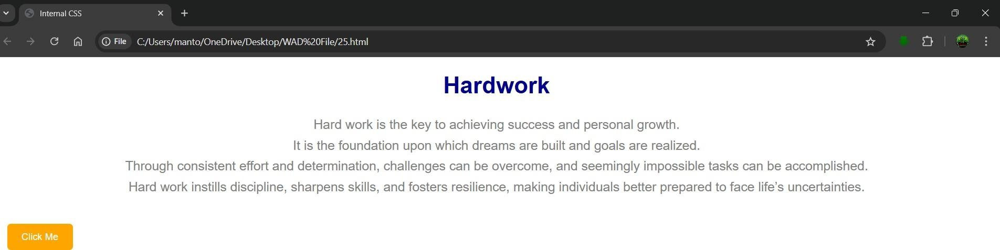 Internal CSS
File C:/Users/manto/OneDrive/Desktop/WAD%20File/25.html
Hardwork
Hard work is the key to achieving success and personal growth.
It is the foundation upon which dreams are built and goals are realized.
Through consistent effort and determination, challenges can be overcome, and seemingly impossible tasks can be accomplished.
Hard work instills discipline, sharpens skills, and fosters resilience, making individuals better prepared to face life’s uncertainties.
Click Me